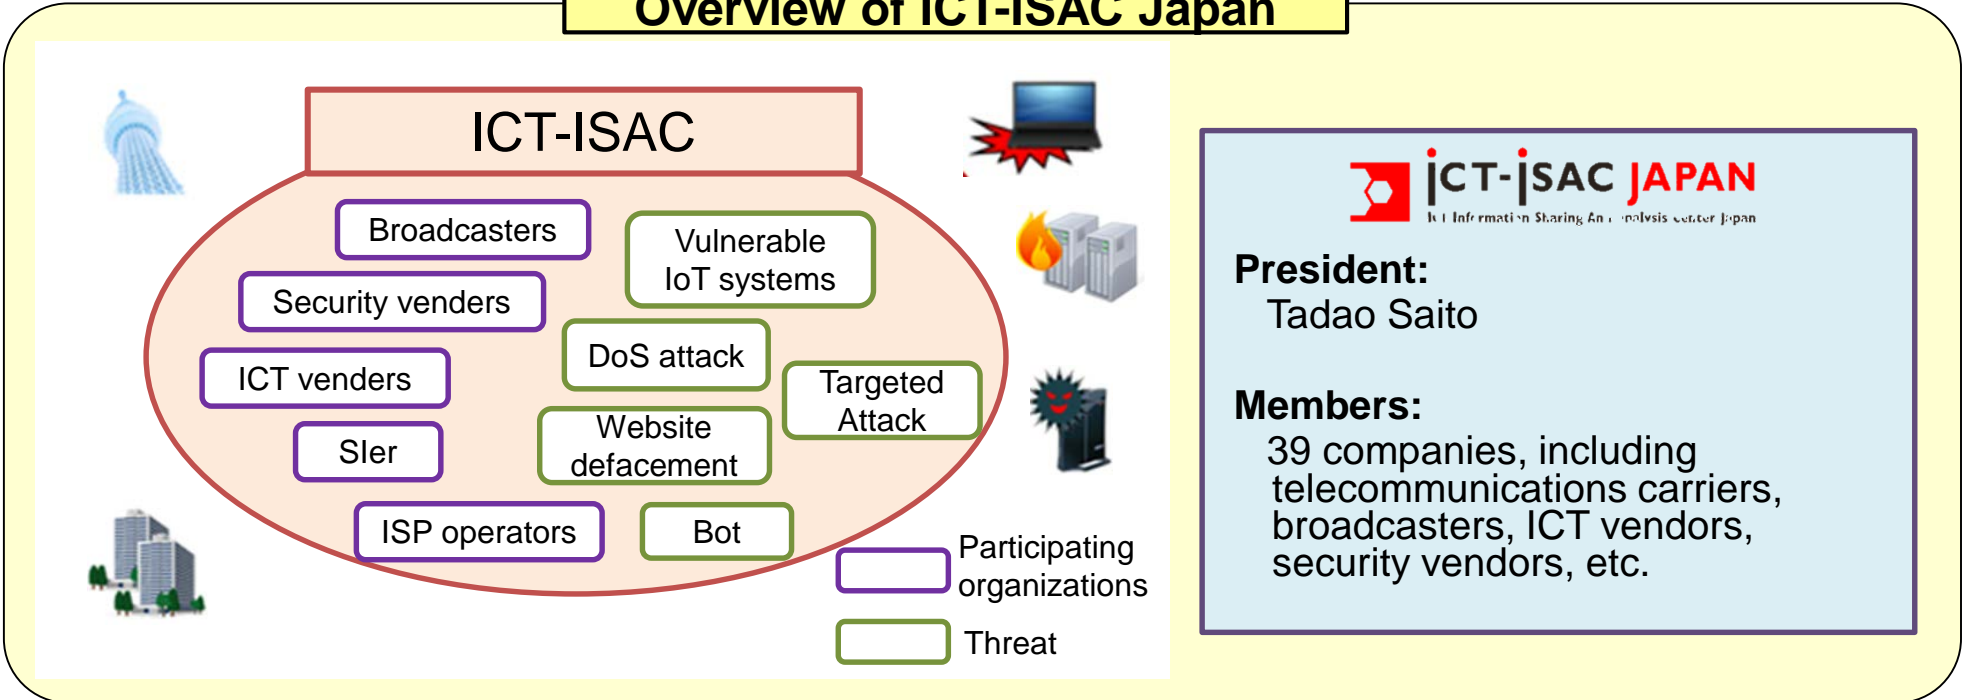 Overview of ICT-ISAC Japan
ICT-ISAC
Broadcasters
Vulnerable
IoT systems
Security venders
DoS attack
ICT venders
Targeted
Attack
Website
defacement
SIer
ISP operators
Bot
Participating
organizations
Threat
ICT-ISAC JAPAN
Sharing Japan
President:
Tadao Saito
Members:
39 companies, including
telecommunications carriers,
broadcasters, ICT vendors,
security vendors, etc.